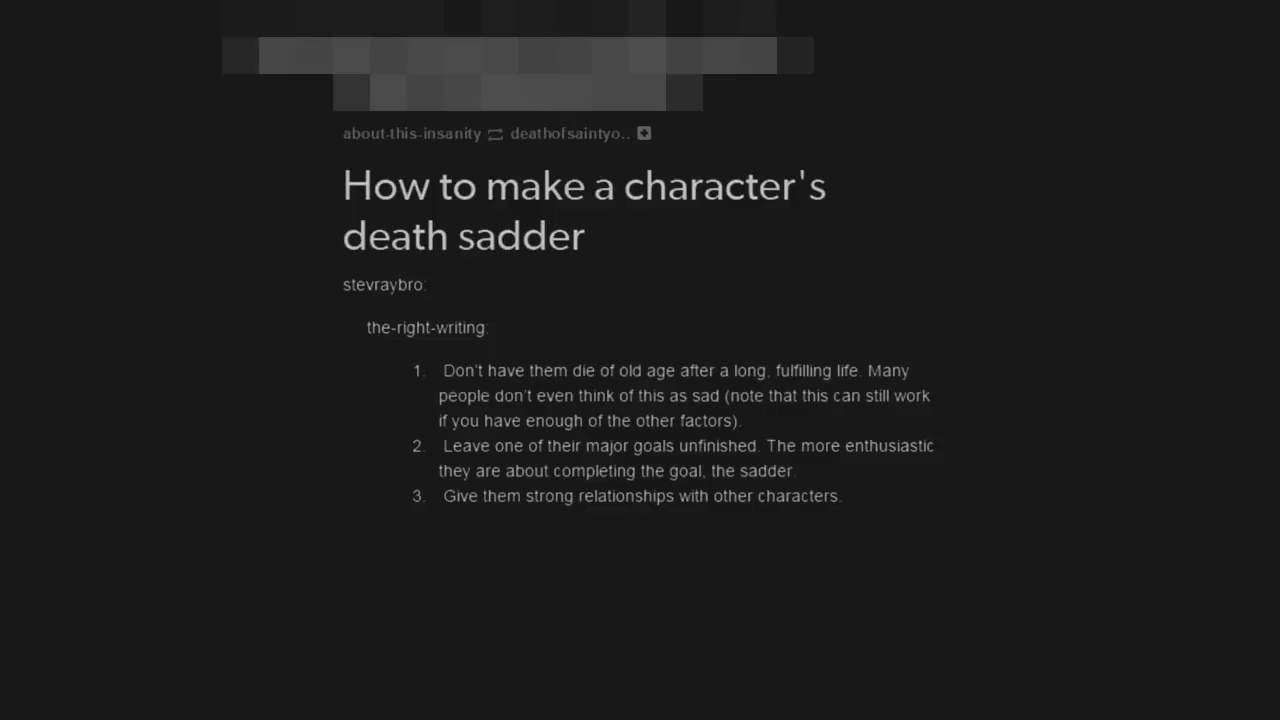 about-this-insanity deathofsaintyo..
How to make a character's
death sadder
stevraybro:
the-right-writing:
1. Don't have them die of old age after a long, fulfilling life. Many
people don't even think of this as sad (note that this can still work
if you have enough of the other factors).
2. Leave one of their major goals unfinished. The more enthusiastic
they are about completing the goal, the sadder.
3. Give them strong relationships with other characters.